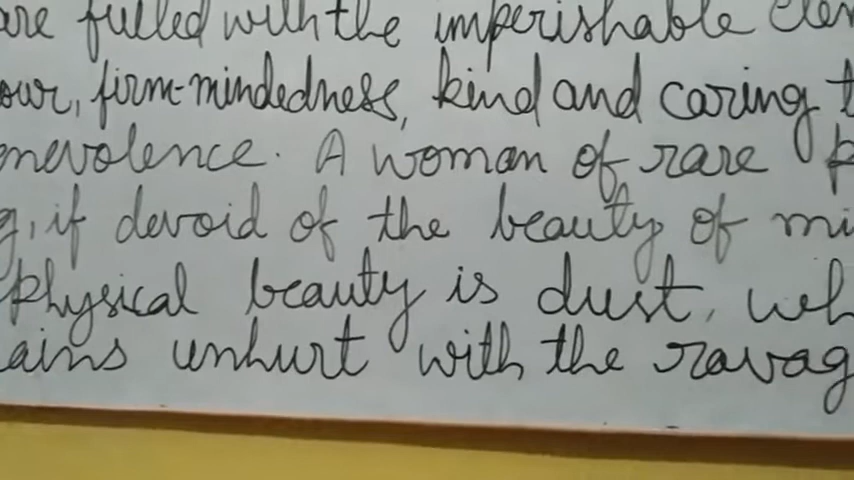 are fulled with the imperishable
our, firm-mindedness, kind and caring
nevolence. A woman of rare
g, if devoid of the beauty of
physical beauty is dust,
ains unhurt with the ravag